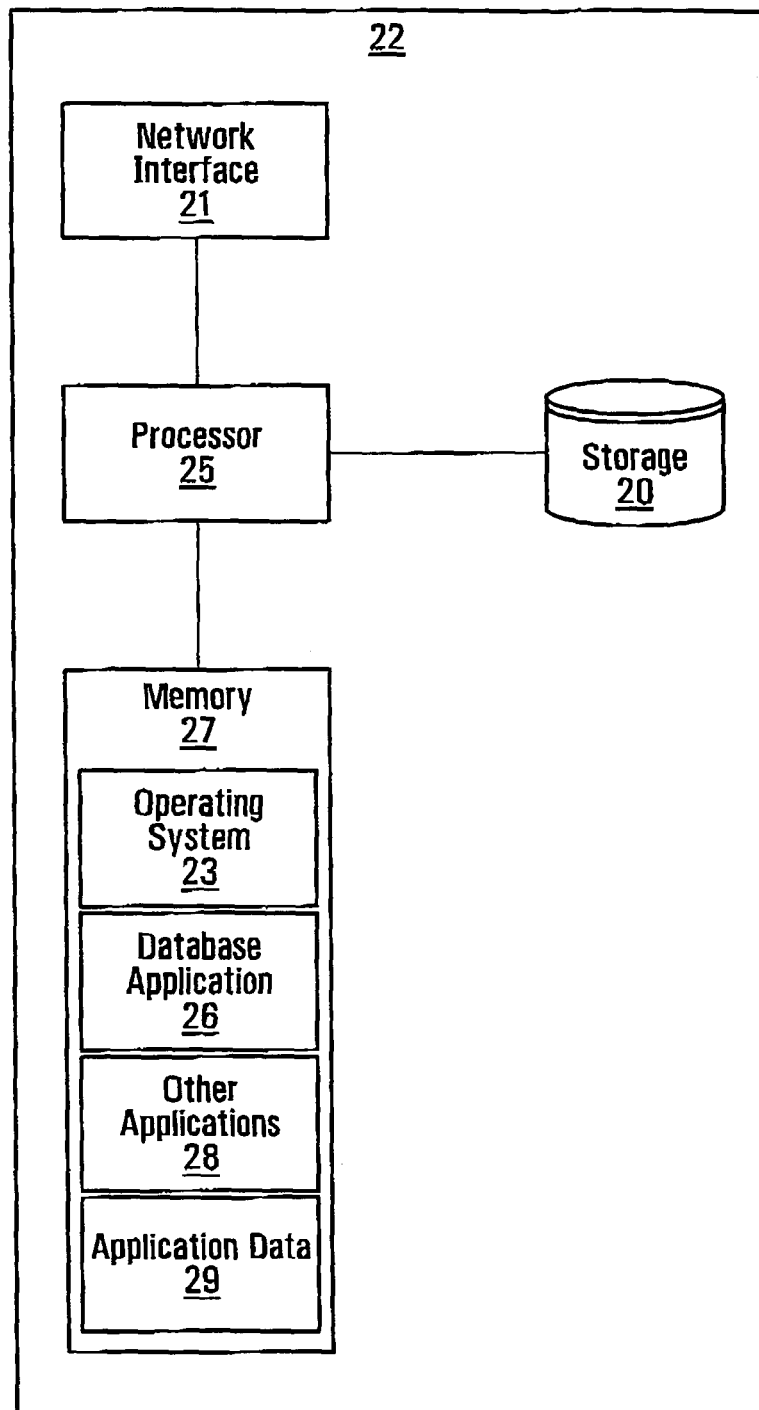 22
Network
Interface
21
Processor
25
Storage
20
Memory
27
Operating
System
23
Database
Application
26
Other
Applications
28
Application Data
29